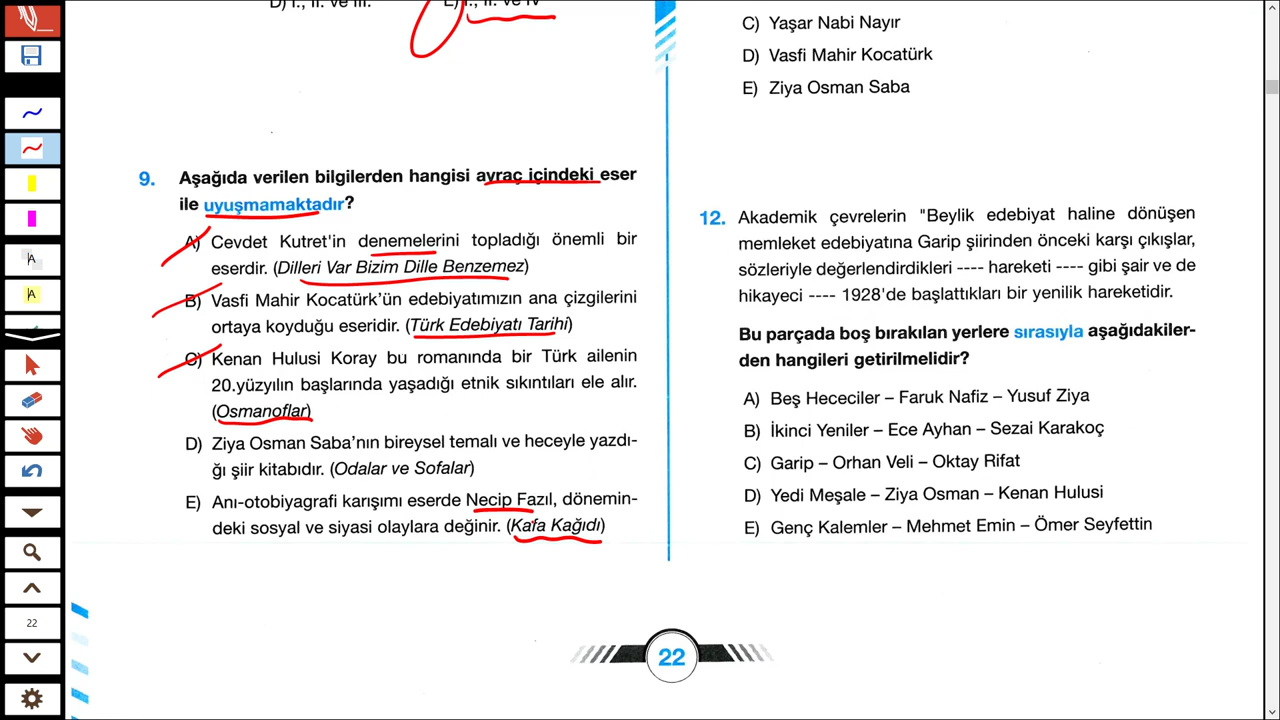 D) I., II. ve III.
E) I., II. ve IV
9. Aşağıda verilen bilgilerden hangisi ayraç içindeki eser
ile uyuşmamaktadır?
A) Cevdet Kutret'in denemelerini topladığı önemli bir
eserdir. (Dilleri Var Bizim Dille Benzemez)
B) Vasfi Mahir Kocatürk'ün edebiyatımızın ana çizgilerini
ortaya koyduğu eseridir. (Türk Edebiyatı Tarihi)
C) Kenan Hulusi Koray bu romanında bir Türk ailenin
20.yüzyılın başlarında yaşadığı etnik sıkıntıları ele alır.
(Osmanoflar)
D) Ziya Osman Saba'nın bireysel temalı ve heceyle yazdı-
ğı şiir kitabıdır. (Odalar ve Sofalar)
E) Anı-otobiyagrafi karışımı eserde Necip Fazıl, dönemin-
deki sosyal ve siyasi olaylara değinir. (Kafa Kağıdı)
C) Yaşar Nabi Nayır
D) Vasfi Mahir Kocatürk
E) Ziya Osman Saba
12. Akademik çevrelerin "Beylik edebiyat haline dönüşen
memleket edebiyatına Garip şiirinden önceki karşı çıkışlar,
sözleriyle değerlendirdikleri ---- hareketi ---- gibi şair ve de
hikayeci ---- 1928'de başlattıkları bir yenilik hareketidir.
Bu parçada boş bırakılan yerlere sırasıyla aşağıdakiler-
den hangileri getirilmelidir?
A) Beş Hececiler – Faruk Nafiz – Yusuf Ziya
B) İkinci Yeniler – Ece Ayhan – Sezai Karakoç
C) Garip – Orhan Veli – Oktay Rifat
D) Yedi Meşale – Ziya Osman – Kenan Hulusi
E) Genç Kalemler – Mehmet Emin – Ömer Seyfettin
22
A
A
22